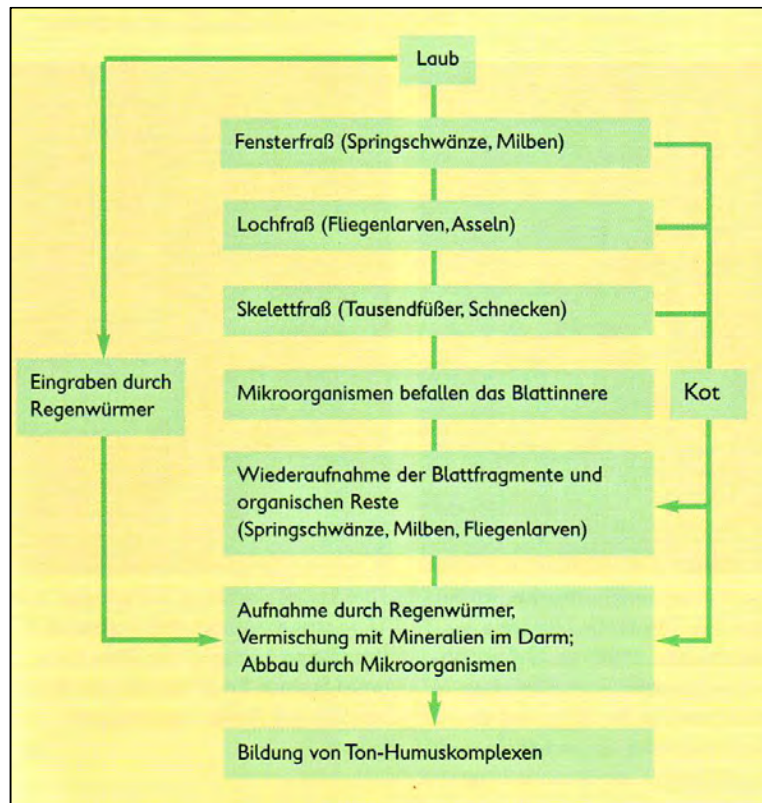 Laub
Fensterfraß (Springschwänze, Milben)
Lochfraß (Fliegenlarven, Asseln)
Skelettfraß (Tausendfüßer, Schnecken)
Eingraben durch
Regenwürmer
Mikroorganismen befallen das Blattinnere
Kot
Wiederaufnahme der Blattfragmente und
organischen Reste
(Springschwänze, Milben, Fliegenlarven)
Aufnahme durch Regenwürmer,
Vermischung mit Mineralien im Darm;
Abbau durch Mikroorganismen
Bildung von Ton-Humuskomplexen